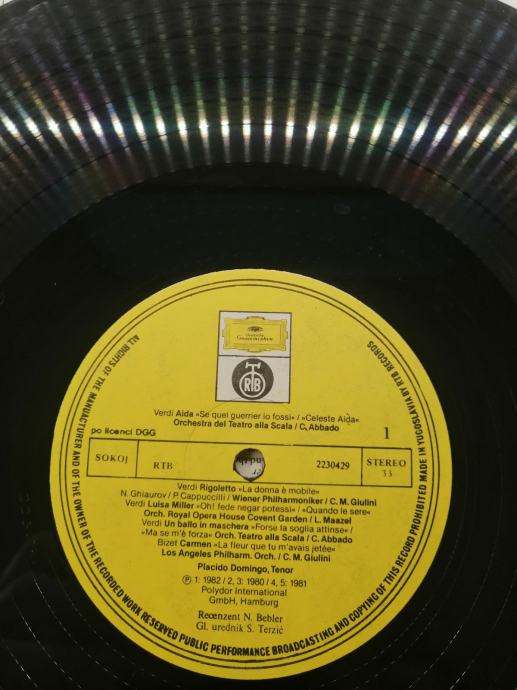 Deutsche
Grammophon
RTB
Verdi Aida »Se quel guerrier io fossi« / »Celeste Aida«
Orchestra del Teatro alla Scala / C. Abbado
po licenci DGG
1
SOKOJ
RTB
2230429
STEREO
33
Verdi Rigoletto »La donna è mobile«
N. Ghiaurov / P. Cappuccilli / Wiener Philharmoniker / C. M. Giulini
Verdi Luisa Miller »Oh! fede negar potessi« / »Quando le sere«
Orch. Royal Opera House Covent Garden / L. Maazel
Verdi Un ballo in maschera »Forse la soglia attinse« /
»Ma se m'è forza« Orch. Teatro alla Scala / C. Abbado
Bizet Carmen »La fleur que tu m'avais jetée«
Los Angeles Philharm. Orch. / C. M. Giulini
Placido Domingo, Tenor
Ⓟ 1: 1982 / 2, 3: 1980 / 4, 5: 1981
Polydor International
GmbH, Hamburg
Recenzent N. Bebler
Gl. urednik S. Terzić
ALL RIGHTS OF THE MANUFACTURER AND OF THE OWNER OF THE RECORDED WORK RESERVED PUBLIC PERFORMANCE BROADCASTING AND COPYING OF THIS RECORD PROHIBITED MADE IN YUGOSLAVIA BY RTB RECORDS